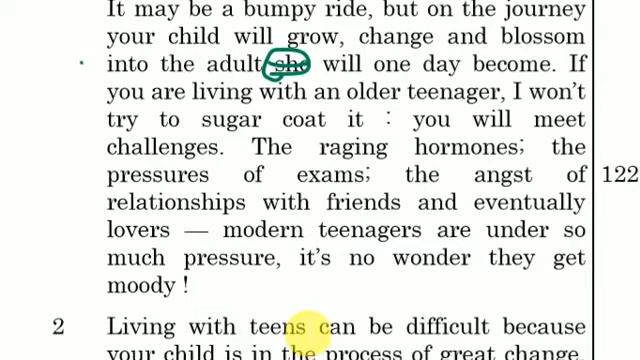 It may be a bumpy ride, but on the journey
your child will grow, change and blossom
into the adult she will one day become. If
you are living with an older teenager, I won't
try to sugar coat it : you will meet
challenges. The raging hormones; the
pressures of exams; the angst of 122
relationships with friends and eventually
lovers — modern teenagers are under so
much pressure, it's no wonder they get
moody !
2 Living with teens can be difficult because
your child is in the process of great change.